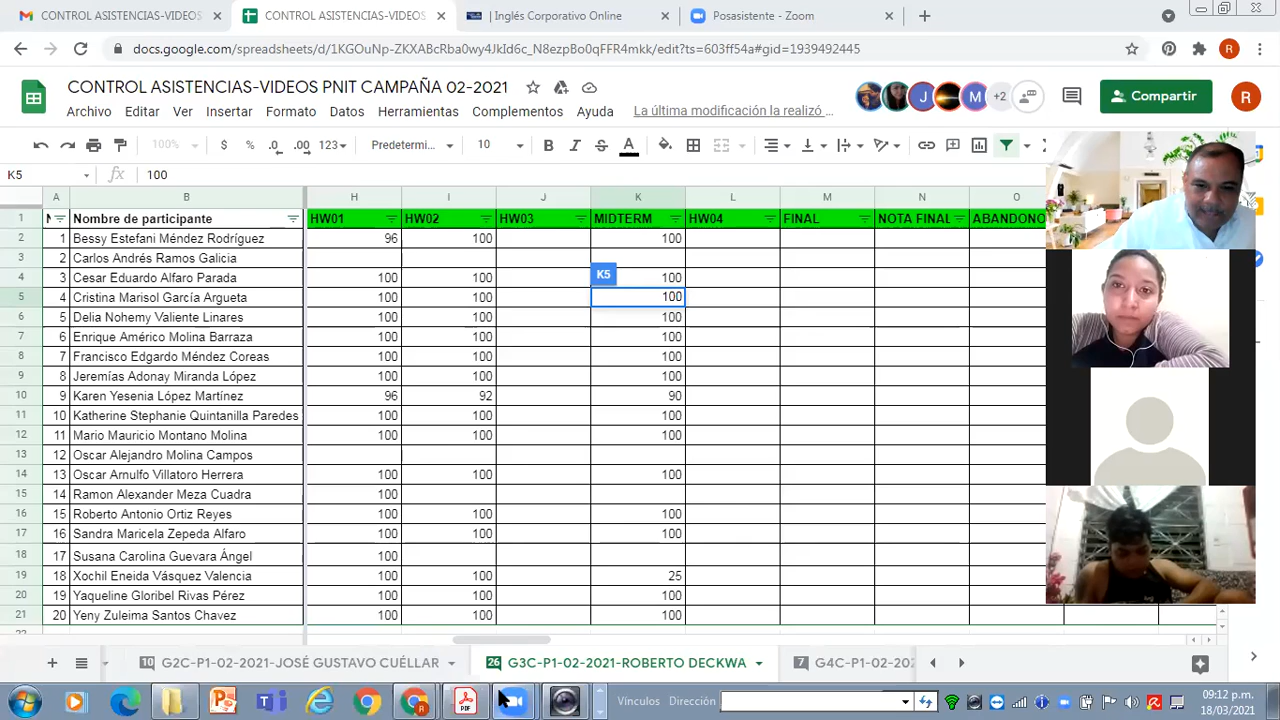 CONTROL ASISTENCIAS-VIDEOS
CONTROL ASISTENCIAS-VIDEOS
| Inglés Corporativo Online
Posasistente - Zoom
docs.google.com/spreadsheets/d/1KGOuNp-ZKXABcRba0wy4Jkld6c_N8ezpBo0qFFR4mkk/edit?ts=603ff54a#gid=1939492445
R
CONTROL ASISTENCIAS-VIDEOS PNIT CAMPAÑA 02-2021
J M +2 Compartir R
Archivo Editar Ver Insertar Formato Datos Herramientas Complementos Ayuda La última modificación la realizó ...
100% $ % .0 .00 123 Predetermi... 10 B I S A
K5 fx 100
A B H I J K L M N O
1 N Nombre de participante HW01 HW02 HW03 MIDTERM HW04 FINAL NOTA FINAL ABANDONO
2 1 Bessy Estefani Méndez Rodríguez 96 100 100
3 2 Carlos Andrés Ramos Galicia
4 3 Cesar Eduardo Alfaro Parada 100 100 K5 100
5 4 Cristina Marisol García Argueta 100 100 100
6 5 Delia Nohemy Valiente Linares 100 100 100
7 6 Enrique Américo Molina Barraza 100 100 100
8 7 Francisco Edgardo Méndez Coreas 100 100 100
9 8 Jeremías Adonay Miranda López 100 100 100
10 9 Karen Yesenia López Martínez 96 92 90
11 10 Katherine Stephanie Quintanilla Paredes 100 100 100
12 11 Mario Mauricio Montano Molina 100 100 100
13 12 Oscar Alejandro Molina Campos
14 13 Oscar Arnulfo Villatoro Herrera 100 100 100
15 14 Ramon Alexander Meza Cuadra 100
16 15 Roberto Antonio Ortiz Reyes 100 100 100
17 16 Sandra Maricela Zepeda Alfaro 100 100 100
18 17 Susana Carolina Guevara Ángel 100
19 18 Xochil Eneida Vásquez Valencia 100 100 25
20 19 Yaqueline Gloribel Rivas Pérez 100 100 100
21 20 Yeny Zuleima Santos Chavez 100 100 100
10 G2C-P1-02-2021-JOSÉ GUSTAVO CUÉLLAR 26 G3C-P1-02-2021-ROBERTO DECKWA 7 G4C-P1-02-202
Vínculos Dirección 09:12 p.m.
18/03/2021